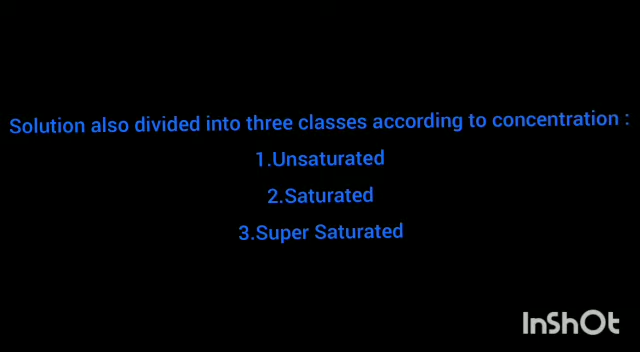 Solution also divided into three classes according to concentration :
1.Unsaturated
2.Saturated
3.Super Saturated
InShOt